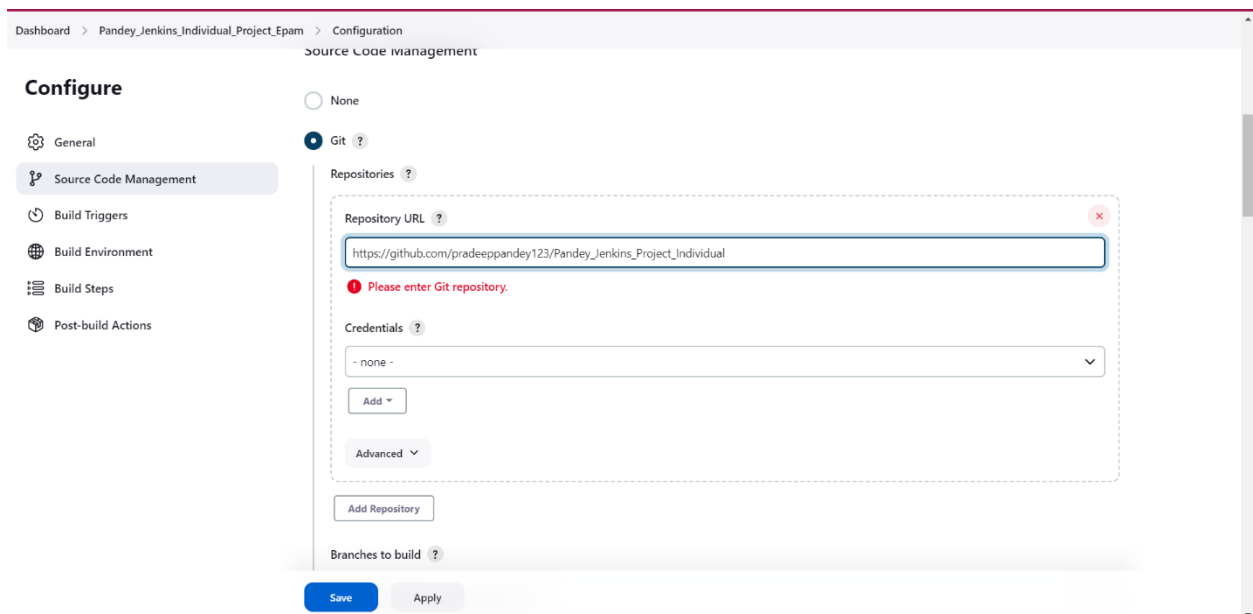 Dashboard > Pandey_Jenkins_Individual_Project_Epam > Configuration
Source Code Management
Configure
None
General
Git ?
Source Code Management
Repositories ?
Build Triggers
Repository URL ?
Build Environment
https://github.com/pradeeppandey123/Pandey_Jenkins_Project_Individual
Build Steps
Please enter Git repository.
Post-build Actions
Credentials ?
- none -
Add
Advanced
Add Repository
Branches to build ?
Save
Apply